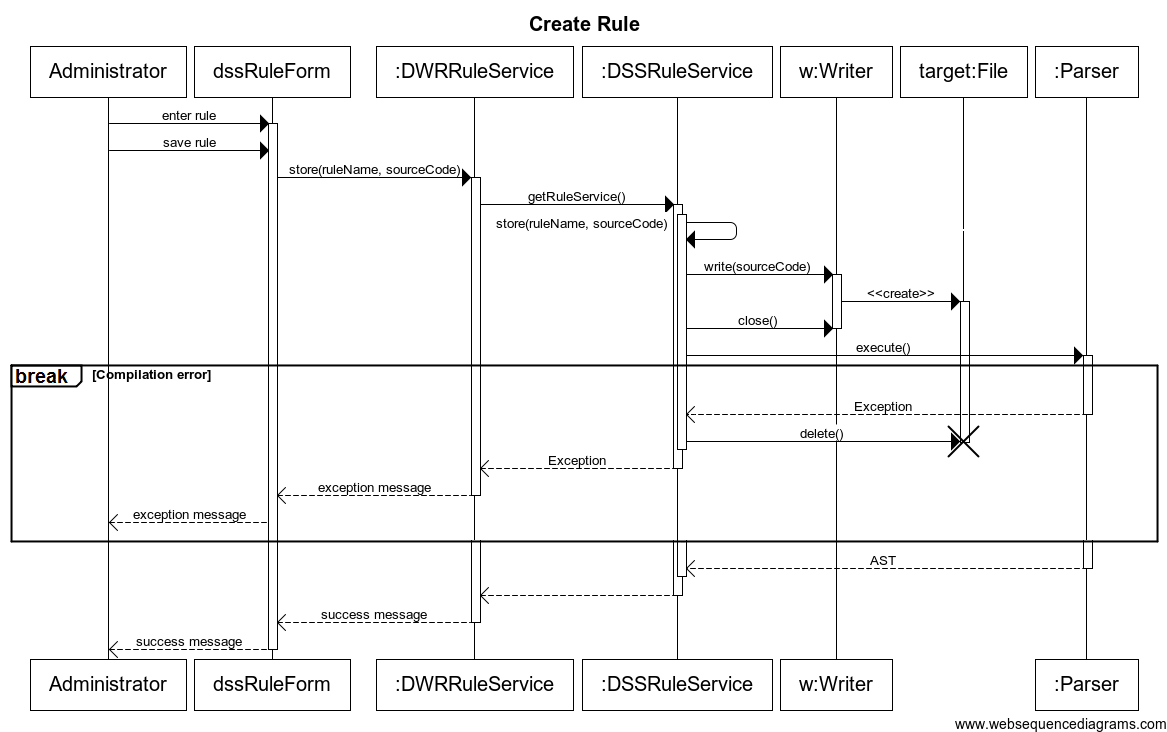 Create Rule
Administrator dssRuleForm :DWRRuleService :DSSRuleService w:Writer target:File :Parser
enter rule
save rule
store(ruleName, sourceCode)
getRuleService()
store(ruleName, sourceCode)
write(sourceCode)
<<create>>
close()
execute()
break [Compilation error]
Exception
delete()
Exception
exception message
exception message
AST
success message
success message
Administrator dssRuleForm :DWRRuleService :DSSRuleService w:Writer :Parser
www.websequencediagrams.com